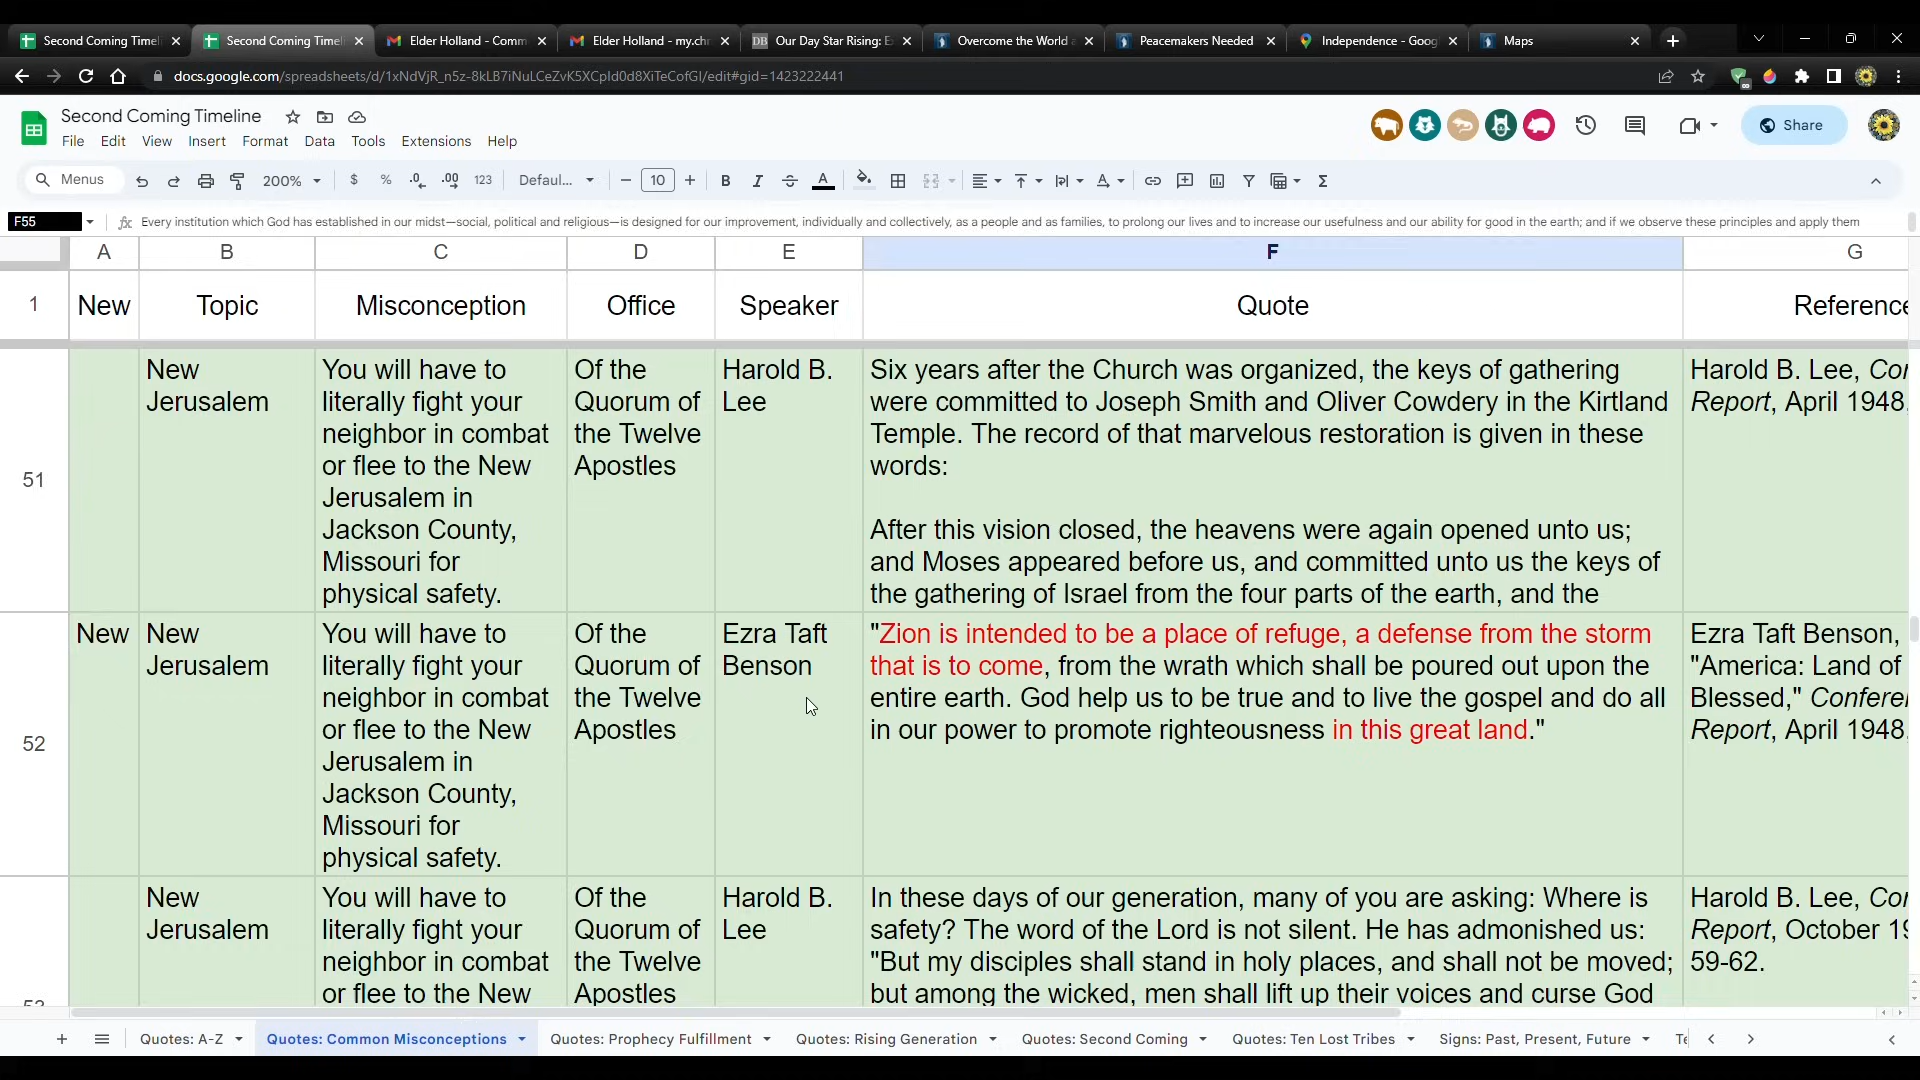 Second Coming Timel
Second Coming Timel
Elder Holland - Comm
Elder Holland - my.chr
DB Our Day Star Rising: E
Overcome the World a
Peacemakers Needed
Independence - Goog
Maps
docs.google.com/spreadsheets/d/1xNdVjR_n5z-8kLB7iNuLCeZvK5XCpId0d8XiTeCofGI/edit#gid=1423222441
Second Coming Timeline
File Edit View Insert Format Data Tools Extensions Help
Share
Menus 200% $ % .0 .00 123 Defaul... 10 B I A
F55 fx Every institution which God has established in our midst—social, political and religious—is designed for our improvement, individually and collectively, as a people and as families, to prolong our lives and to increase our usefulness and our ability for good in the earth; and if we observe these principles and apply them
A B C D E F G
1 New Topic Misconception Office Speaker Quote Reference
51
New
Jerusalem
You will have to
literally fight your
neighbor in combat
or flee to the New
Jerusalem in
Jackson County,
Missouri for
physical safety.
Of the
Quorum of
the Twelve
Apostles
Harold B.
Lee
Six years after the Church was organized, the keys of gathering
were committed to Joseph Smith and Oliver Cowdery in the Kirtland
Temple. The record of that marvelous restoration is given in these
words:
After this vision closed, the heavens were again opened unto us;
and Moses appeared before us, and committed unto us the keys of
the gathering of Israel from the four parts of the earth, and the
Harold B. Lee, Con
Report, April 1948,
52
New
New
Jerusalem
You will have to
literally fight your
neighbor in combat
or flee to the New
Jerusalem in
Jackson County,
Missouri for
physical safety.
Of the
Quorum of
the Twelve
Apostles
Ezra Taft
Benson
"Zion is intended to be a place of refuge, a defense from the storm
that is to come, from the wrath which shall be poured out upon the
entire earth. God help us to be true and to live the gospel and do all
in our power to promote righteousness in this great land."
Ezra Taft Benson,
"America: Land of
Blessed," Conferen
Report, April 1948,
53
New
Jerusalem
You will have to
literally fight your
neighbor in combat
or flee to the New
Of the
Quorum of
the Twelve
Apostles
Harold B.
Lee
In these days of our generation, many of you are asking: Where is
safety? The word of the Lord is not silent. He has admonished us:
"But my disciples shall stand in holy places, and shall not be moved;
but among the wicked, men shall lift up their voices and curse God
Harold B. Lee, Con
Report, October 19
59-62.
Quotes: A-Z
Quotes: Common Misconceptions
Quotes: Prophecy Fulfillment
Quotes: Rising Generation
Quotes: Second Coming
Quotes: Ten Lost Tribes
Signs: Past, Present, Future
Te